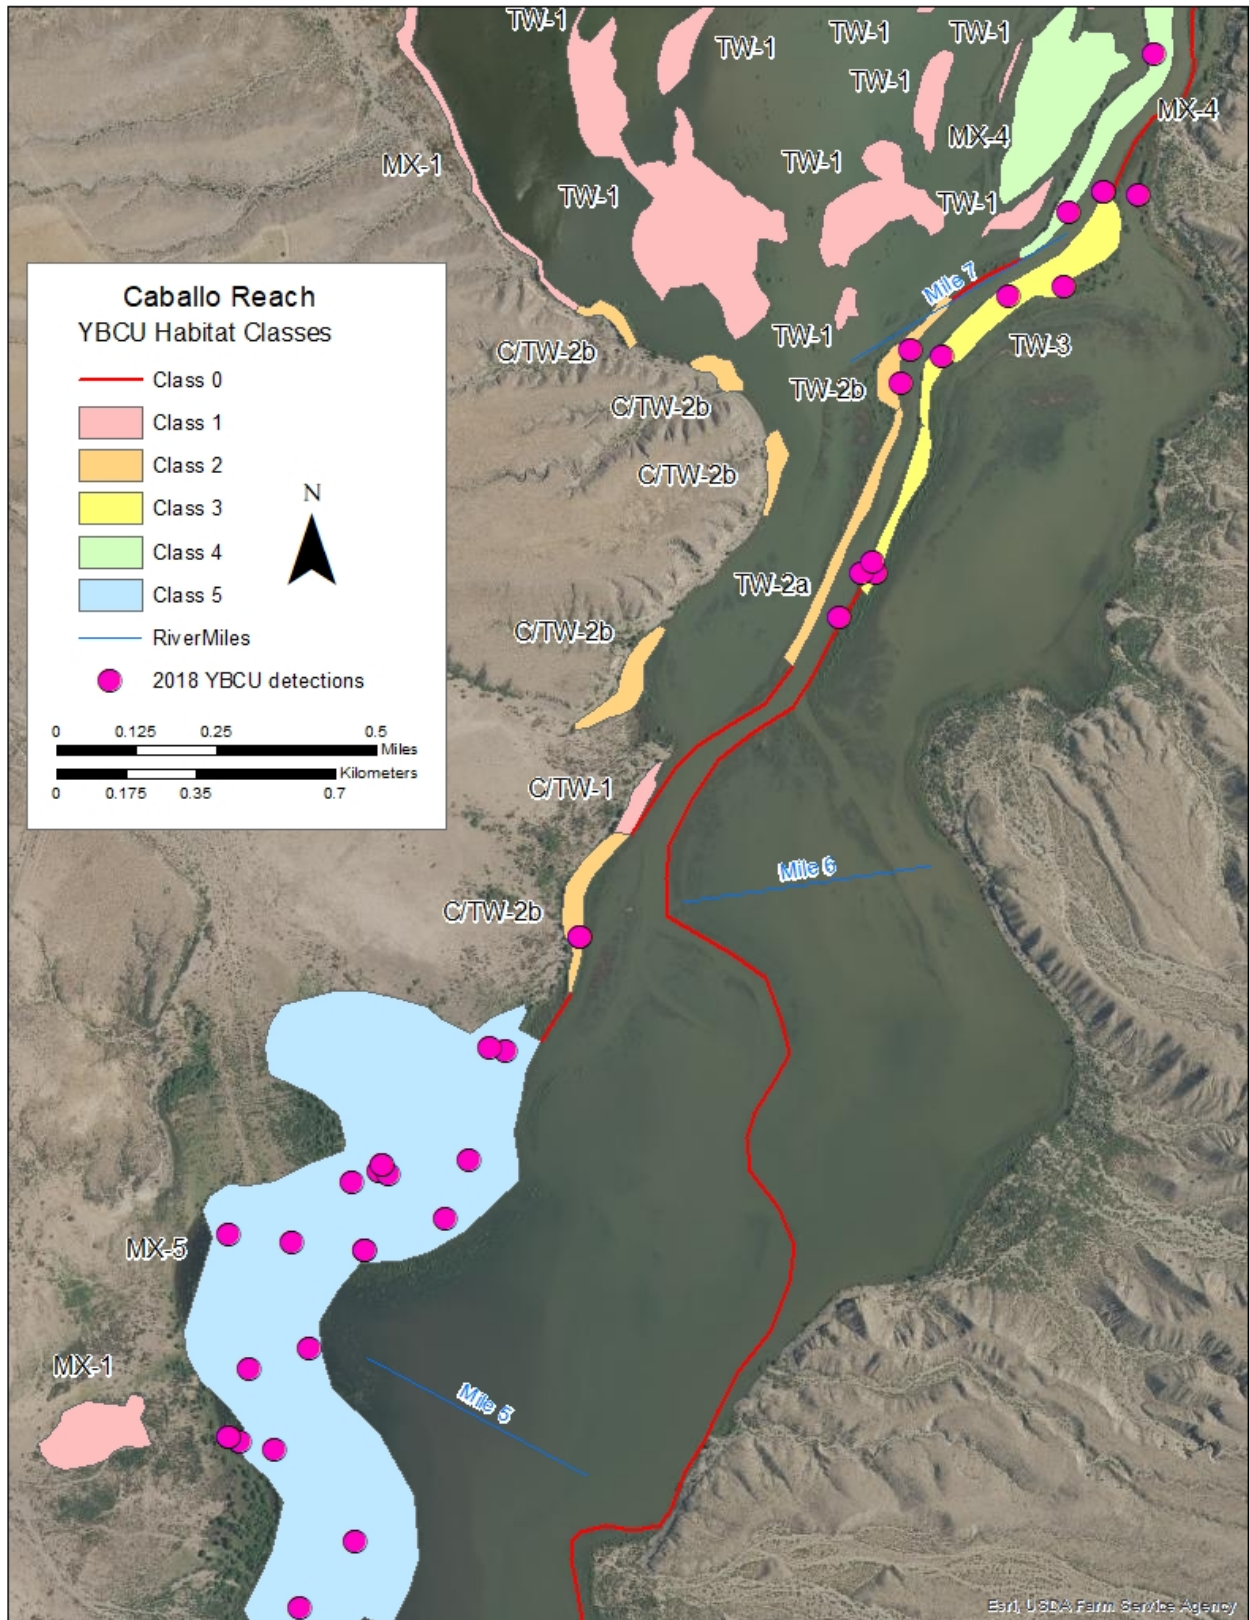 TW-1
TW-1
TW-1
TW-1
TW-1
MX-4
MX-4
MX-1
TW-1
TW-1
TW-1
Mile 7
TW-1
TW-3
C/TW-2b
TW-2b
C/TW-2b
C/TW-2b
TW-2a
C/TW-2b
C/TW-1
Mile 6
C/TW-2b
MX-5
MX-1
Mile 5
Caballo Reach
YBCU Habitat Classes
Class 0
Class 1
Class 2
N
Class 3
Class 4
Class 5
RiverMiles
2018 YBCU detections
0 0.125 0.25 0.5
Miles
Kilometers
0 0.175 0.35 0.7
Esri, USDA Farm Service Agency